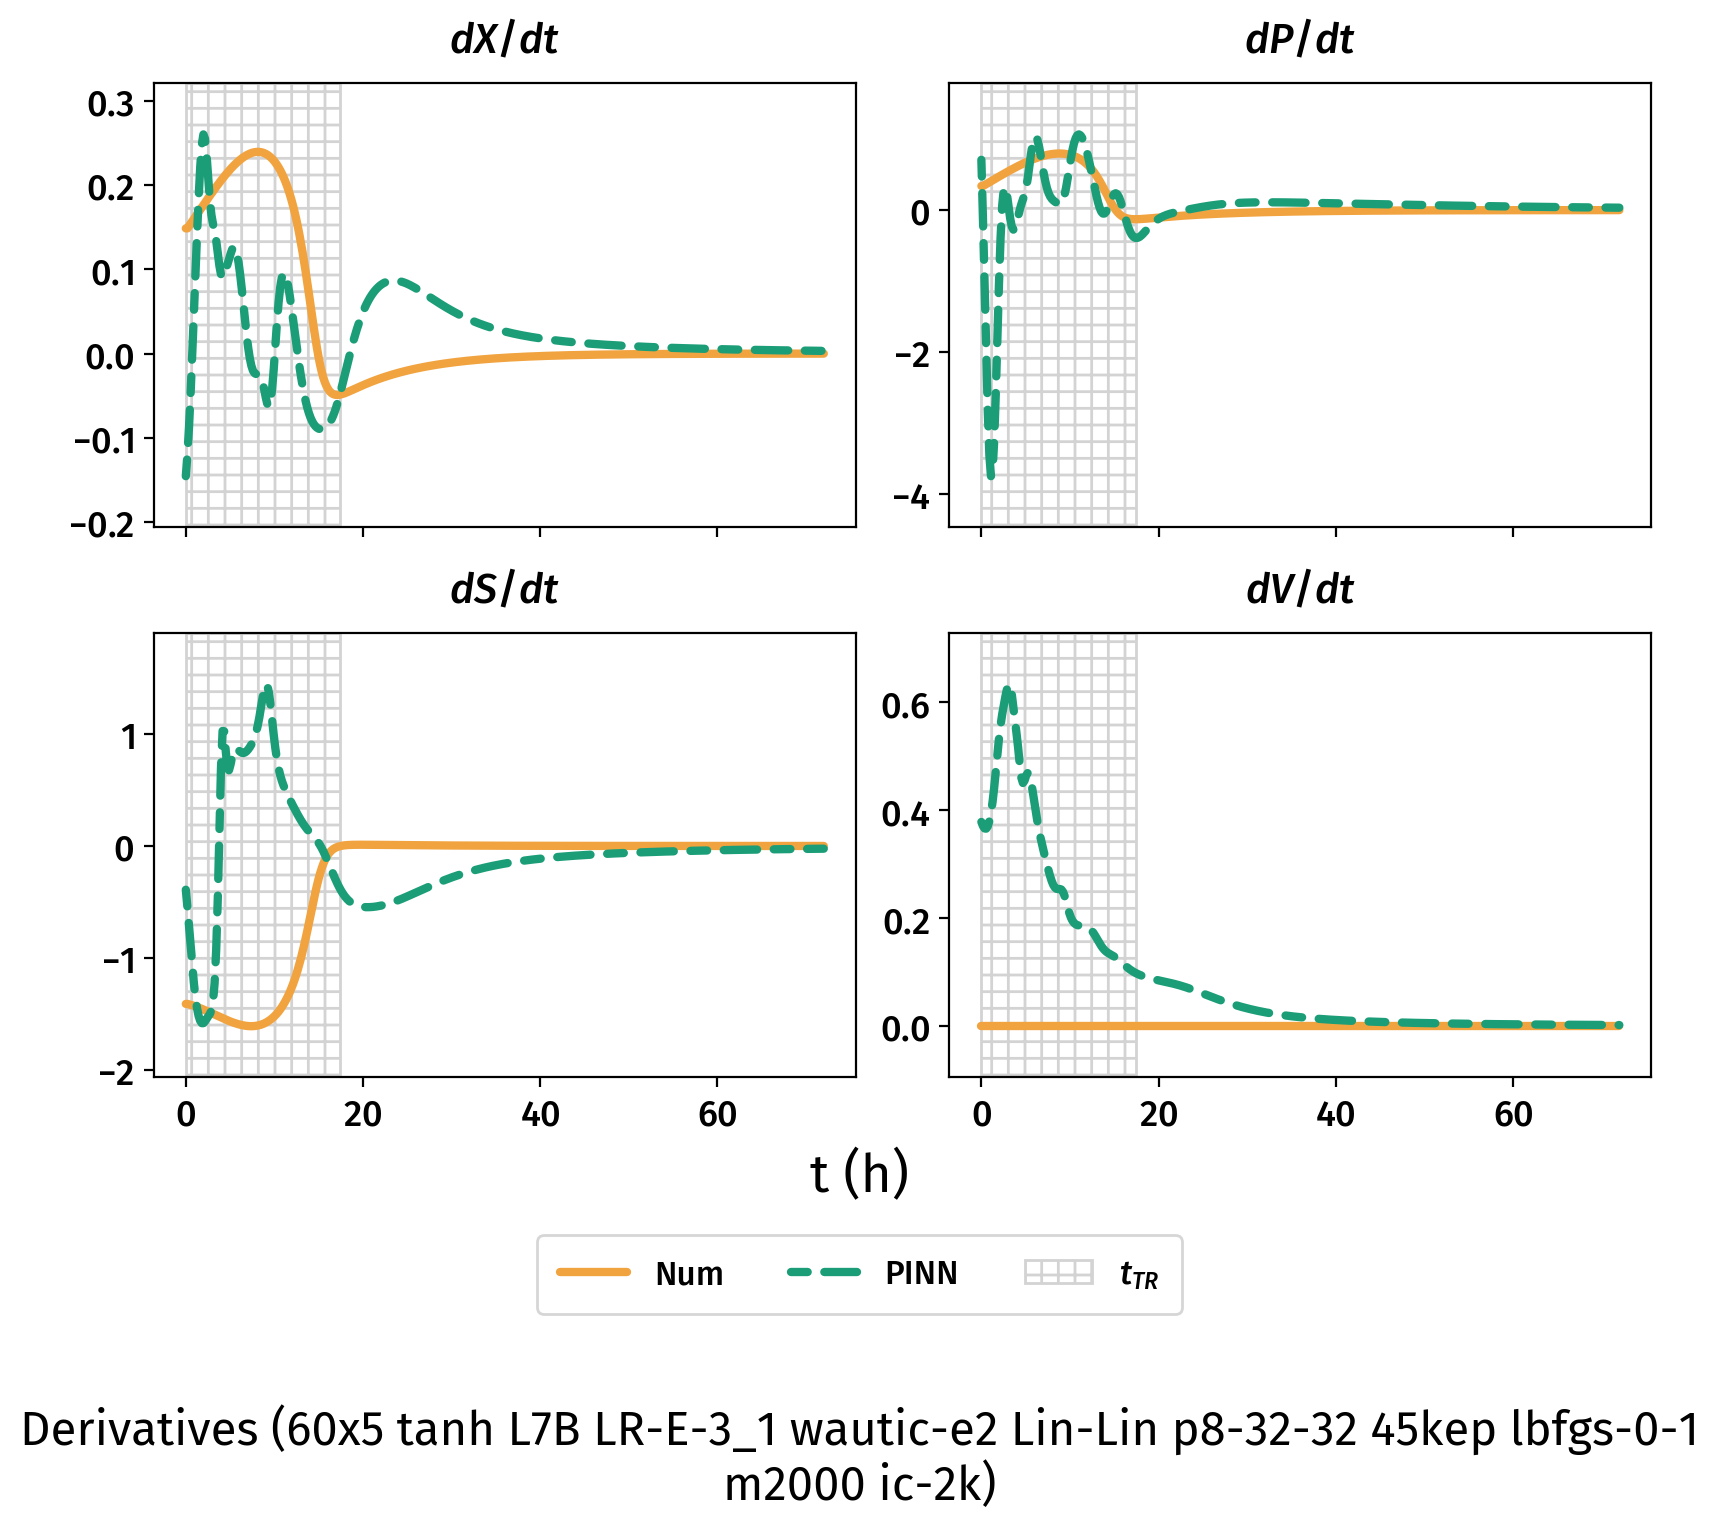 dX/dt
dP/dt
0.3
0.2
0.1
0.0
−0.1
−0.2
0
−2
−4
dS/dt
dV/dt
1
0
−1
−2
0.6
0.4
0.2
0.0
0 20 40 60
0 20 40 60
t (h)
Num PINN tTR
Derivatives (60x5 tanh L7B LR-E-3_1 wautic-e2 Lin-Lin p8-32-32 45kep lbfgs-0-1
m2000 ic-2k)